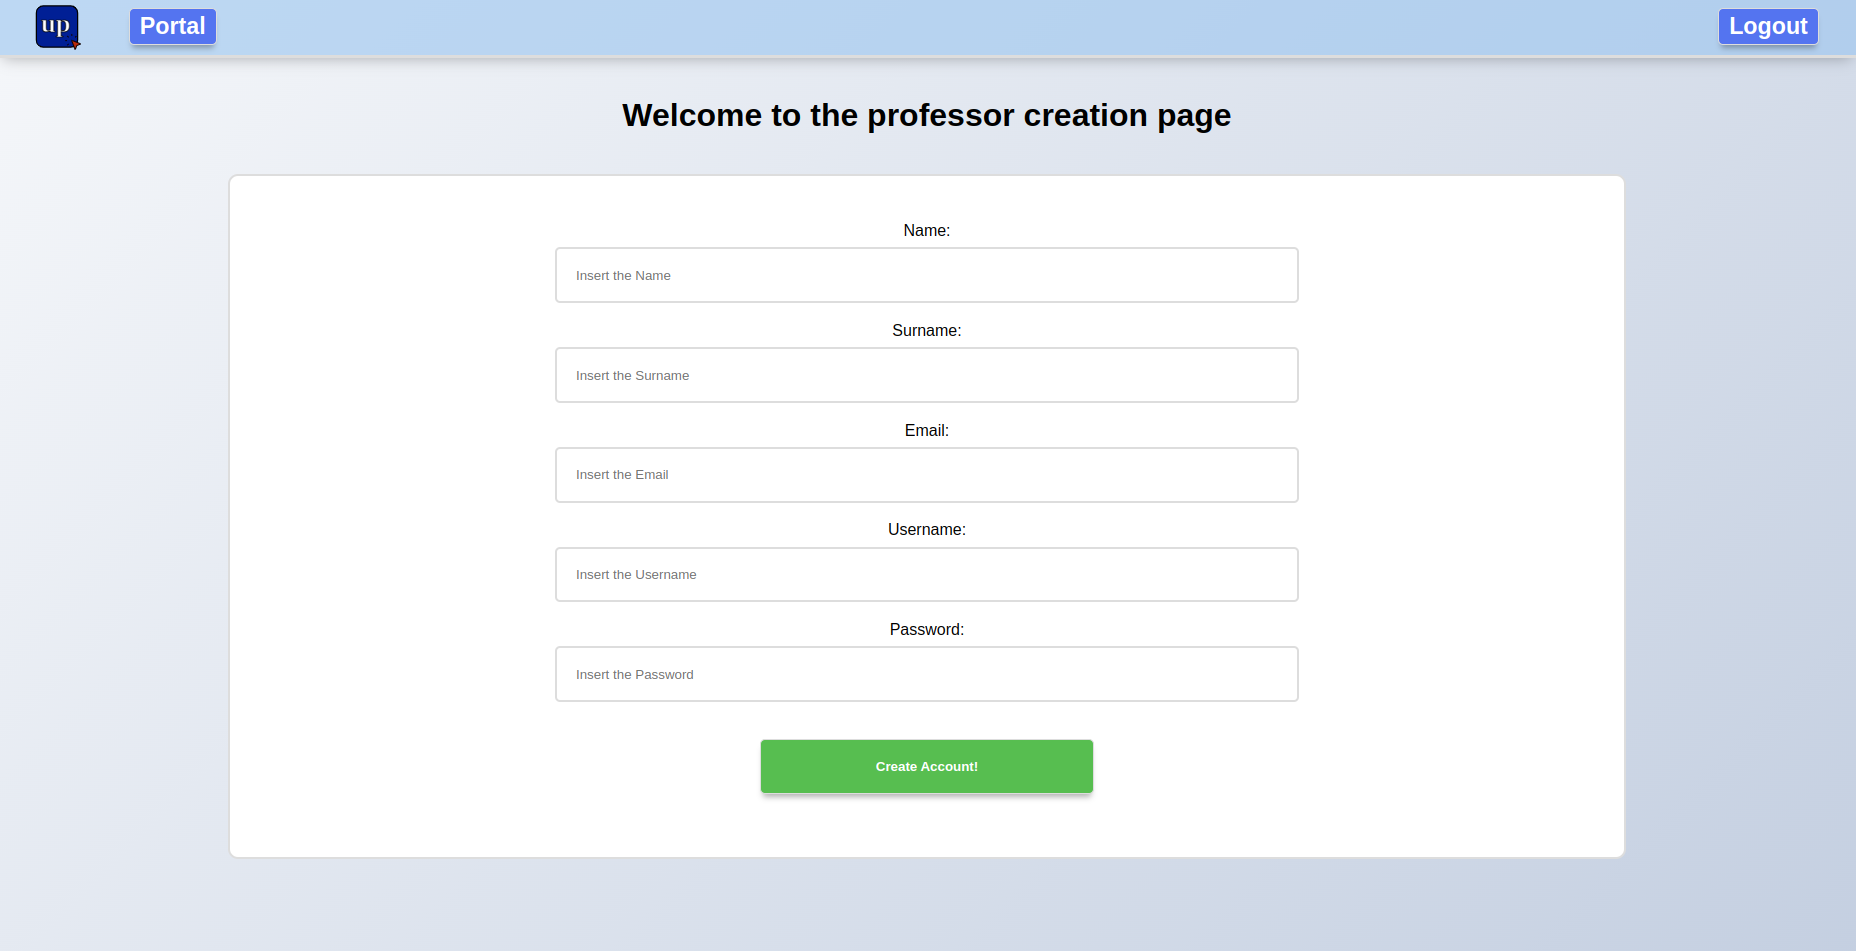 up Portal Logout
Welcome to the professor creation page
Name:
Insert the Name
Surname:
Insert the Surname
Email:
Insert the Email
Username:
Insert the Username
Password:
Insert the Password
Create Account!